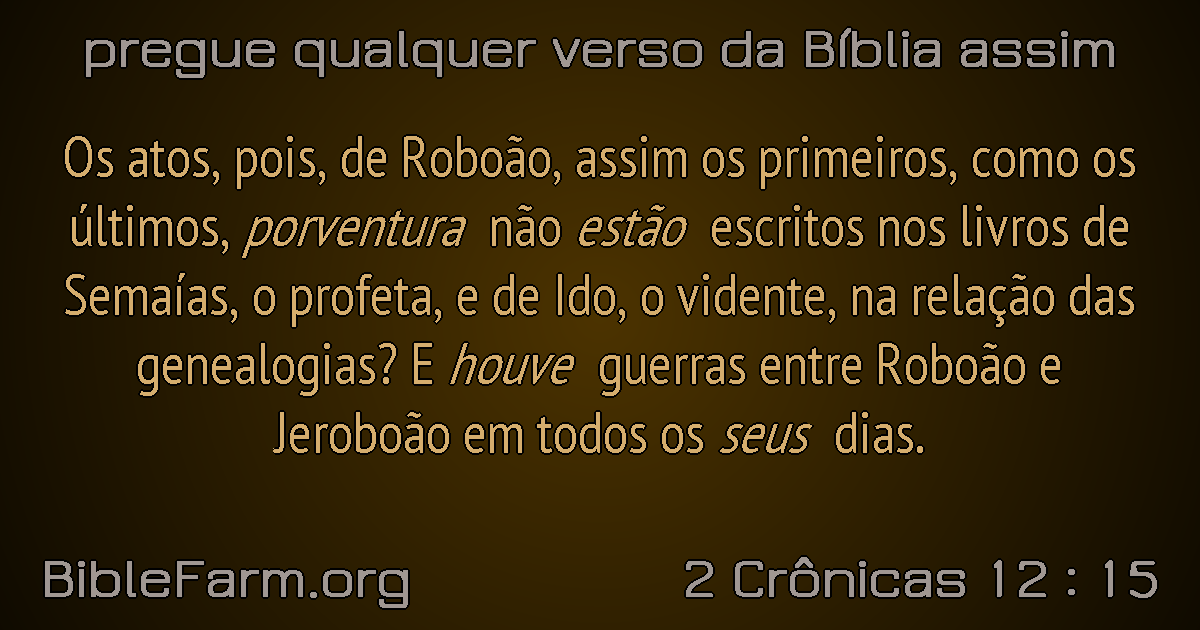 pregue qualquer verso da Bíblia assim
Os atos, pois, de Roboão, assim os primeiros, como os
últimos, porventura não estão escritos nos livros de
Semaías, o profeta, e de Ido, o vidente, na relação das
genealogias? E houve guerras entre Roboão e
Jeroboão em todos os seus dias.
BibleFarm.org
2 Crônicas 12 : 15